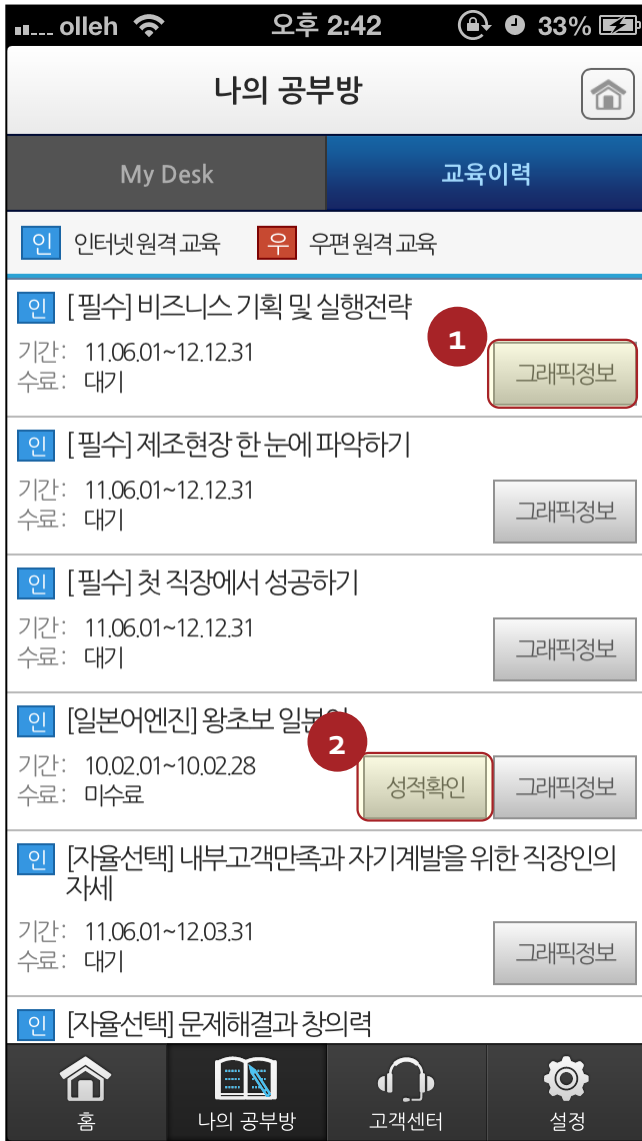 olleh 오후 2:42 33%
나의 공부방
My Desk 교육이력
인 인터넷 원격 교육 우 우편 원격 교육
인 [필수] 비즈니스 기획 및 실행전략
기간: 11.06.01~12.12.31
수료: 대기
1
그래픽정보
인 [필수] 제조현장 한 눈에 파악하기
기간: 11.06.01~12.12.31
수료: 대기
그래픽정보
인 [필수] 첫 직장에서 성공하기
기간: 11.06.01~12.12.31
수료: 대기
그래픽정보
인 [일본어엔진] 왕초보
기간: 10.02.01~10.02.28
수료: 미수료
2
성적확인 그래픽정보
인 [자율선택] 내부고객만족과 자기계발을 위한 직장인의
자세
기간: 11.06.01~12.03.31
수료: 대기
그래픽정보
인 [자율선택] 문제해결과 창의력
홈 나의 공부방 고객센터 설정